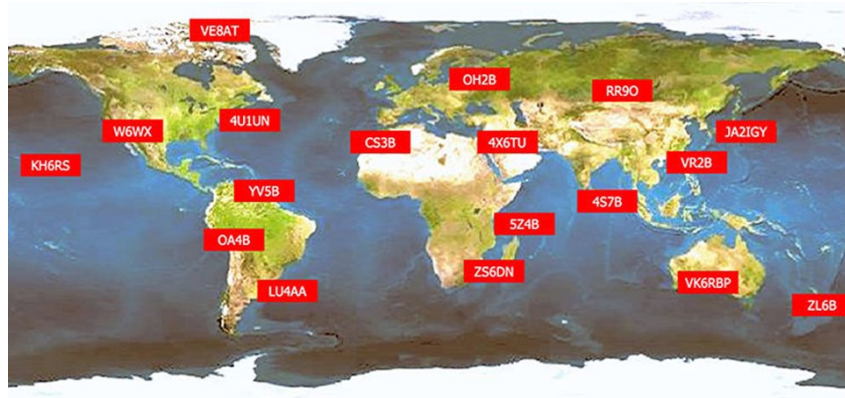 VE8AT
OH2B
RR9O
4U1UN
W6WX
CS3B
4X6TU
JA2IGY
KH6RS
VR2B
YV5B
4S7B
5Z4B
OA4B
ZS6DN
VK6RBP
LU4AA
ZL6B